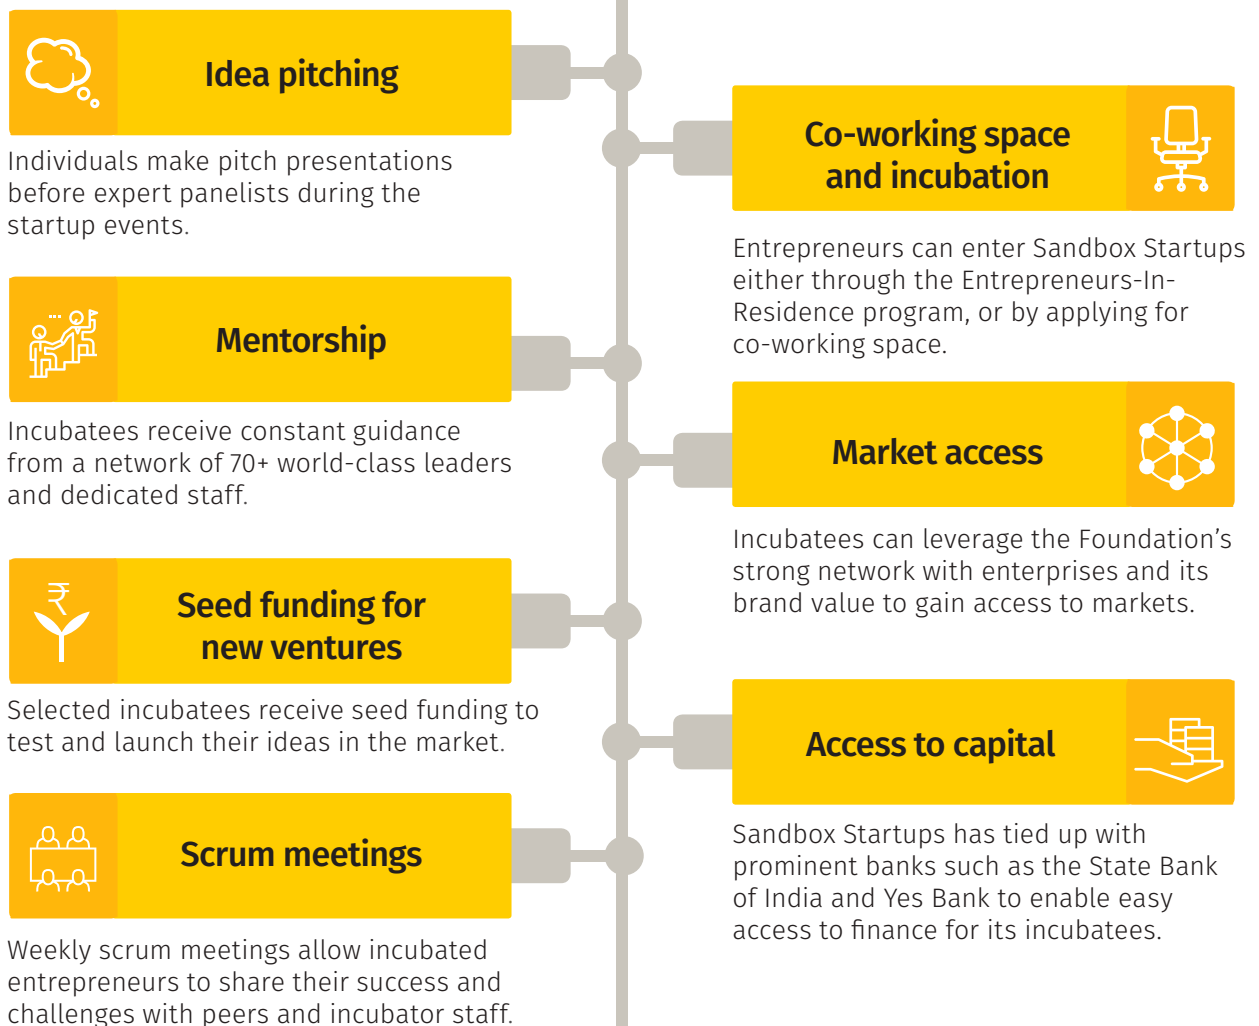 Idea pitching
Individuals make pitch presentations
before expert panelists during the
startup events.
Co-working space
and incubation
Entrepreneurs can enter Sandbox Startups
either through the Entrepreneurs-In-
Residence program, or by applying for
co-working space.
Mentorship
Incubatees receive constant guidance
from a network of 70+ world-class leaders
and dedicated staff.
Market access
Incubatees can leverage the Foundation’s
strong network with enterprises and its
brand value to gain access to markets.
₹
Seed funding for
new ventures
Selected incubatees receive seed funding to
test and launch their ideas in the market.
Access to capital
Sandbox Startups has tied up with
prominent banks such as the State Bank
of India and Yes Bank to enable easy
access to finance for its incubatees.
Scrum meetings
Weekly scrum meetings allow incubated
entrepreneurs to share their success and
challenges with peers and incubator staff.